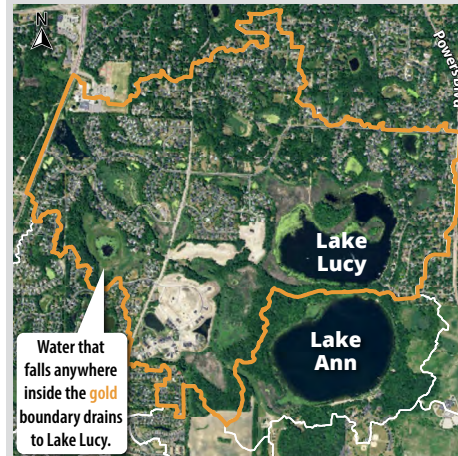 N
Powers
Blvd
Lake
Lucy
Lake
Ann
Water that
falls anywhere
inside the gold
boundary drains
to Lake Lucy.